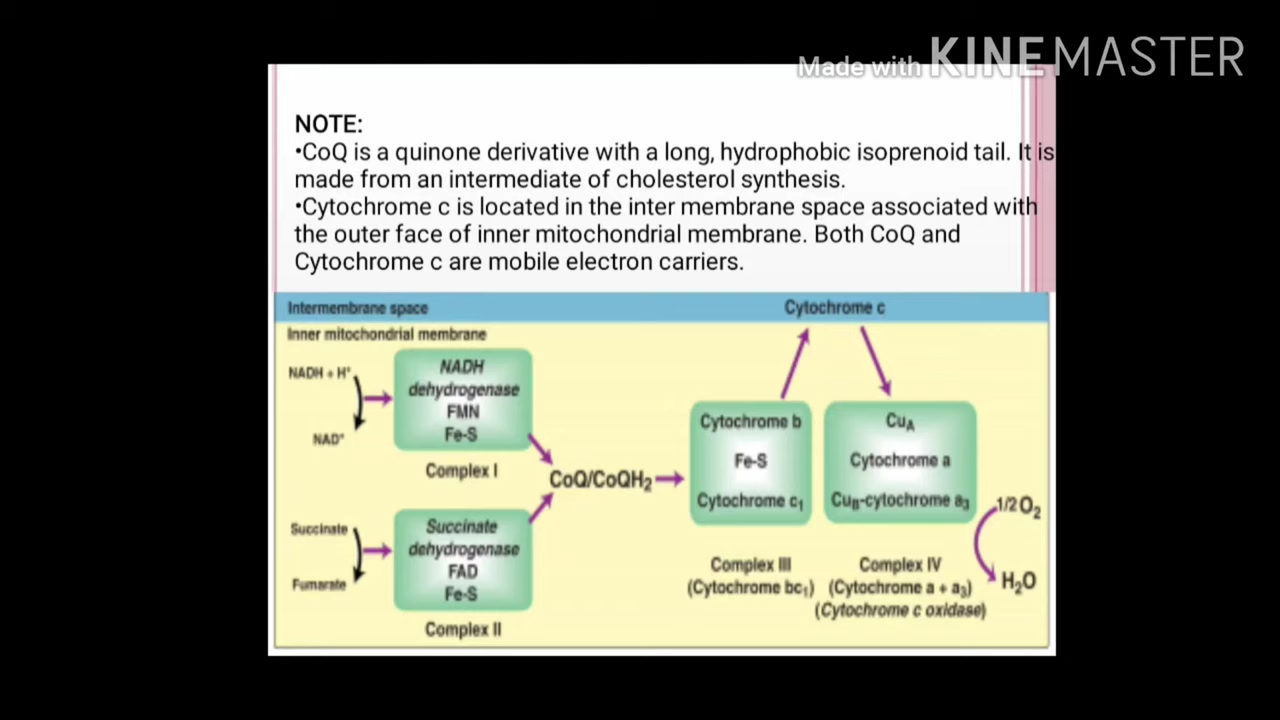 Made with KINEMASTER
NOTE:
•CoQ is a quinone derivative with a long, hydrophobic isoprenoid tail. It is
made from an intermediate of cholesterol synthesis.
•Cytochrome c is located in the inter membrane space associated with
the outer face of inner mitochondrial membrane. Both CoQ and
Cytochrome c are mobile electron carriers.
Intermembrane space
Cytochrome c
Inner mitochondrial membrane
NADH + H⁺
NAD⁺
NADH
dehydrogenase
FMN
Fe-S
Complex I
Succinate
Fumarate
Succinate
dehydrogenase
FAD
Fe-S
Complex II
CoQ/CoQH₂
Cytochrome b
Fe-S
Cytochrome c₁
Complex III
(Cytochrome bc₁)
Cu_A
Cytochrome a
Cu_B-cytochrome a₃
Complex IV
(Cytochrome a + a₃)
(Cytochrome c oxidase)
1/2 O₂
H₂O